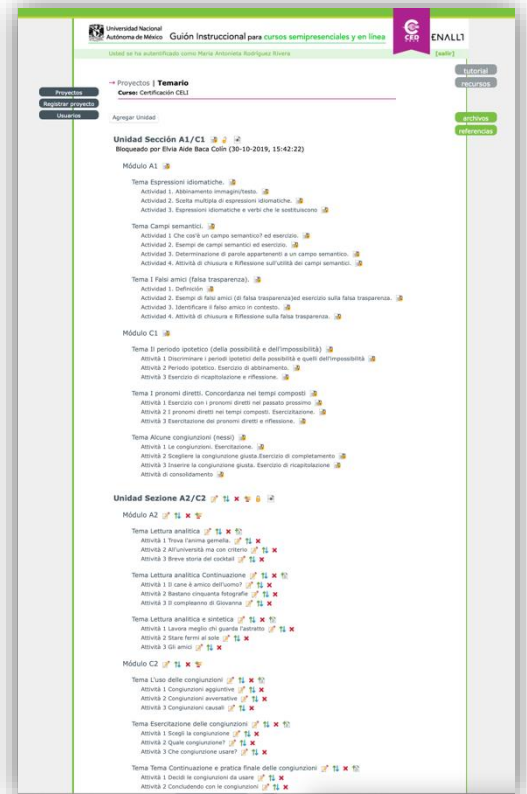 Universidad Nacional
Autónoma de México
Guión Instruccional para cursos semipresenciales y en línea
CED
ENALLT
Usted se ha autentificado como María Antonieta Rodríguez Rivera
[salir]
tutorial
recursos
Proyectos
Registrar proyecto
Usuarios
archivos
referencias
→ Proyectos | Temario
Curso: Certificación CELI
Agregar Unidad
Unidad Sección A1/C1
Bloqueado por Elvia Aide Baca Colín (30-10-2019, 15:42:22)
Módulo A1
Tema Espressioni idiomatiche.
Actividad 1. Abbinamento immagini/testo.
Actividad 2. Scelta multipla di espressioni idiomatiche.
Actividad 3. Espressioni idiomatiche e verbi che le sostituiscono
Tema Campi semantici.
Actividad 1 Che cos'è un campo semantico? ed esercizio.
Actividad 2. Esempi de campi semantici ed esercizio.
Actividad 3. Determinazione di parole appartenenti a un campo semantico.
Actividad 4. Attività di chiusura e Riflessione sull'utilità dei campi semantici.
Tema I Falsi amici (falsa trasparenza).
Actividad 1. Definición
Actividad 2. Esempi di falsi amici (di falsa trasparenza)ed esercizio sulla falsa trasparenza.
Actividad 3. Identificare il falso amico in contesto.
Actividad 4. Attività di chiusura e Riflessione sulla falsa trasparenza.
Módulo C1
Tema Il periodo ipotetico (della possibilità e dell'impossibilità)
Attività 1 Discriminare i periodi ipotetici della possibilità e quelli dell'impossibilità
Attività 2 Periodo ipotetico. Esercizio di abbinamento.
Attività 3 Esercizio di ricapitolazione e riflessione.
Tema I pronomi diretti. Concordanza nei tempi composti
Attività 1 Esercizio con i pronomi diretti nel passato prossimo
Attività 2 I pronomi diretti nei tempi composti. Esercizitazione.
Attività 3 Esercitazione dei pronomi diretti e riflessione.
Tema Alcune congiunzioni (nessi)
Attività 1 Le congiunzioni. Esercitazione.
Attività 2 Scegliere la congiunzione giusta.Esercizio di completamento
Attività 3 Inserire la congiunzione giusta. Esercizio di ricapitolazione
Attività di consolidamento
Unidad Sezione A2/C2
Módulo A2
Tema Lettura analitica
Attività 1 Trova l'anima gemella.
Attività 2 All'università ma con criterio
Attività 3 Breve storia del cocktail
Tema Lettura analitica Continuazione
Attività 1 Il cane è amico dell'uomo?
Attività 2 Bastano cinquanta fotografie
Attività 3 Il compleanno di Giovanna
Tema Lettura analitica e sintetica
Attività 1 Lavora meglio chi guarda l'astratto
Attività 2 Stare fermi al sole
Attività 3 Gli amici
Módulo C2
Tema L'uso delle congiunzioni
Attività 1 Congiunzioni aggiuntive
Attività 2 Congiunzioni avversative
Attività 3 Congiunzioni causali
Tema Esercitazione delle congiunzioni
Attività 1 Scegli la congiunzione
Attività 2 Quale congiunzione?
Attività 3 Che congiunzione usare?
Tema Tema Continuazione e pratica finale delle congiunzioni
Attività 1 Decidi le congiunzioni da usare
Attività 2 Concludendo con le congiunzioni